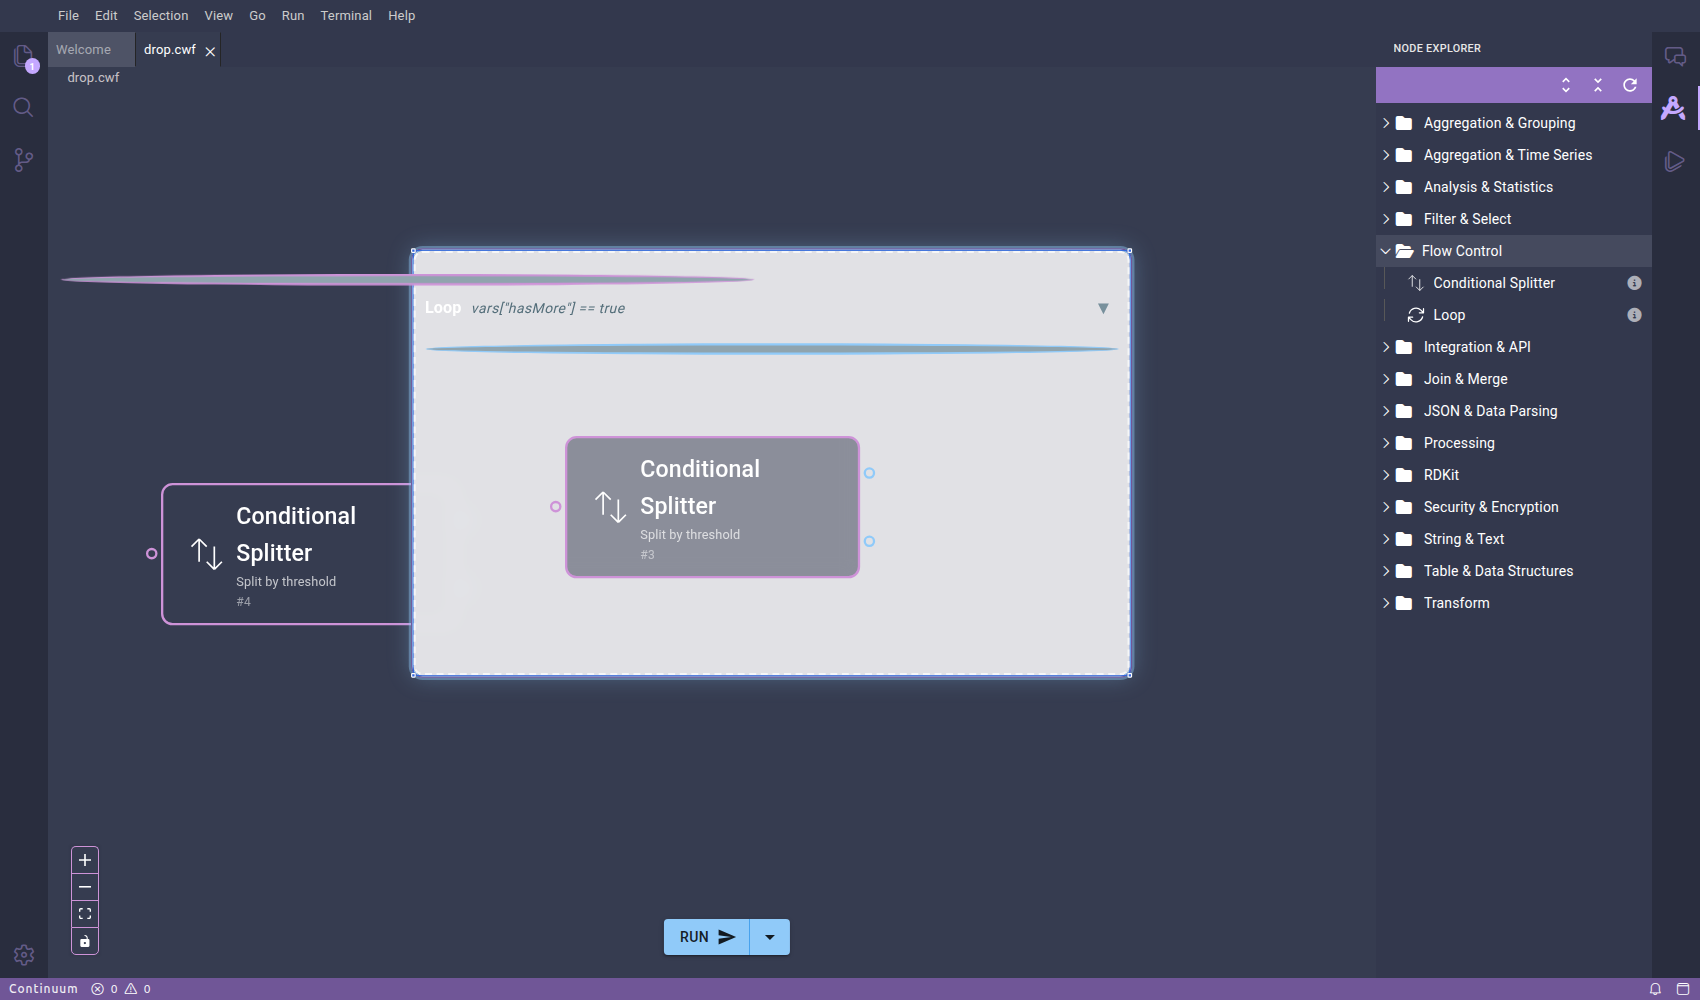 File Edit Selection View Go Run Terminal Help
Welcome drop.cwf
drop.cwf
1
NODE EXPLORER
Aggregation & Grouping
Aggregation & Time Series
Analysis & Statistics
Filter & Select
Flow Control
Conditional Splitter
Loop
Integration & API
Join & Merge
JSON & Data Parsing
Processing
RDKit
Security & Encryption
String & Text
Table & Data Structures
Transform
Loop vars["hasMore"] == true
Conditional
Splitter
Split by threshold
#3
Conditional
Splitter
Split by threshold
#4
RUN
Continuum 0 0